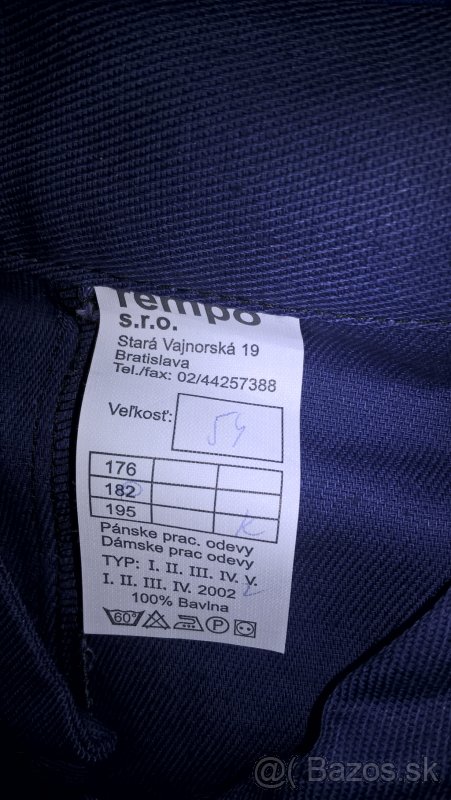 rempo
s.r.o.
Stará Vajnorská 19
Bratislava
Tel./fax: 02/44257388
Veľkosť: 54
176
182
195 K
Pánske prac. odevy
Dámske prac odevy
TYP: I. II. III. IV. V.
I. II. III. IV. 2002
100% Bavlna
60° P
@( Bazos.sk